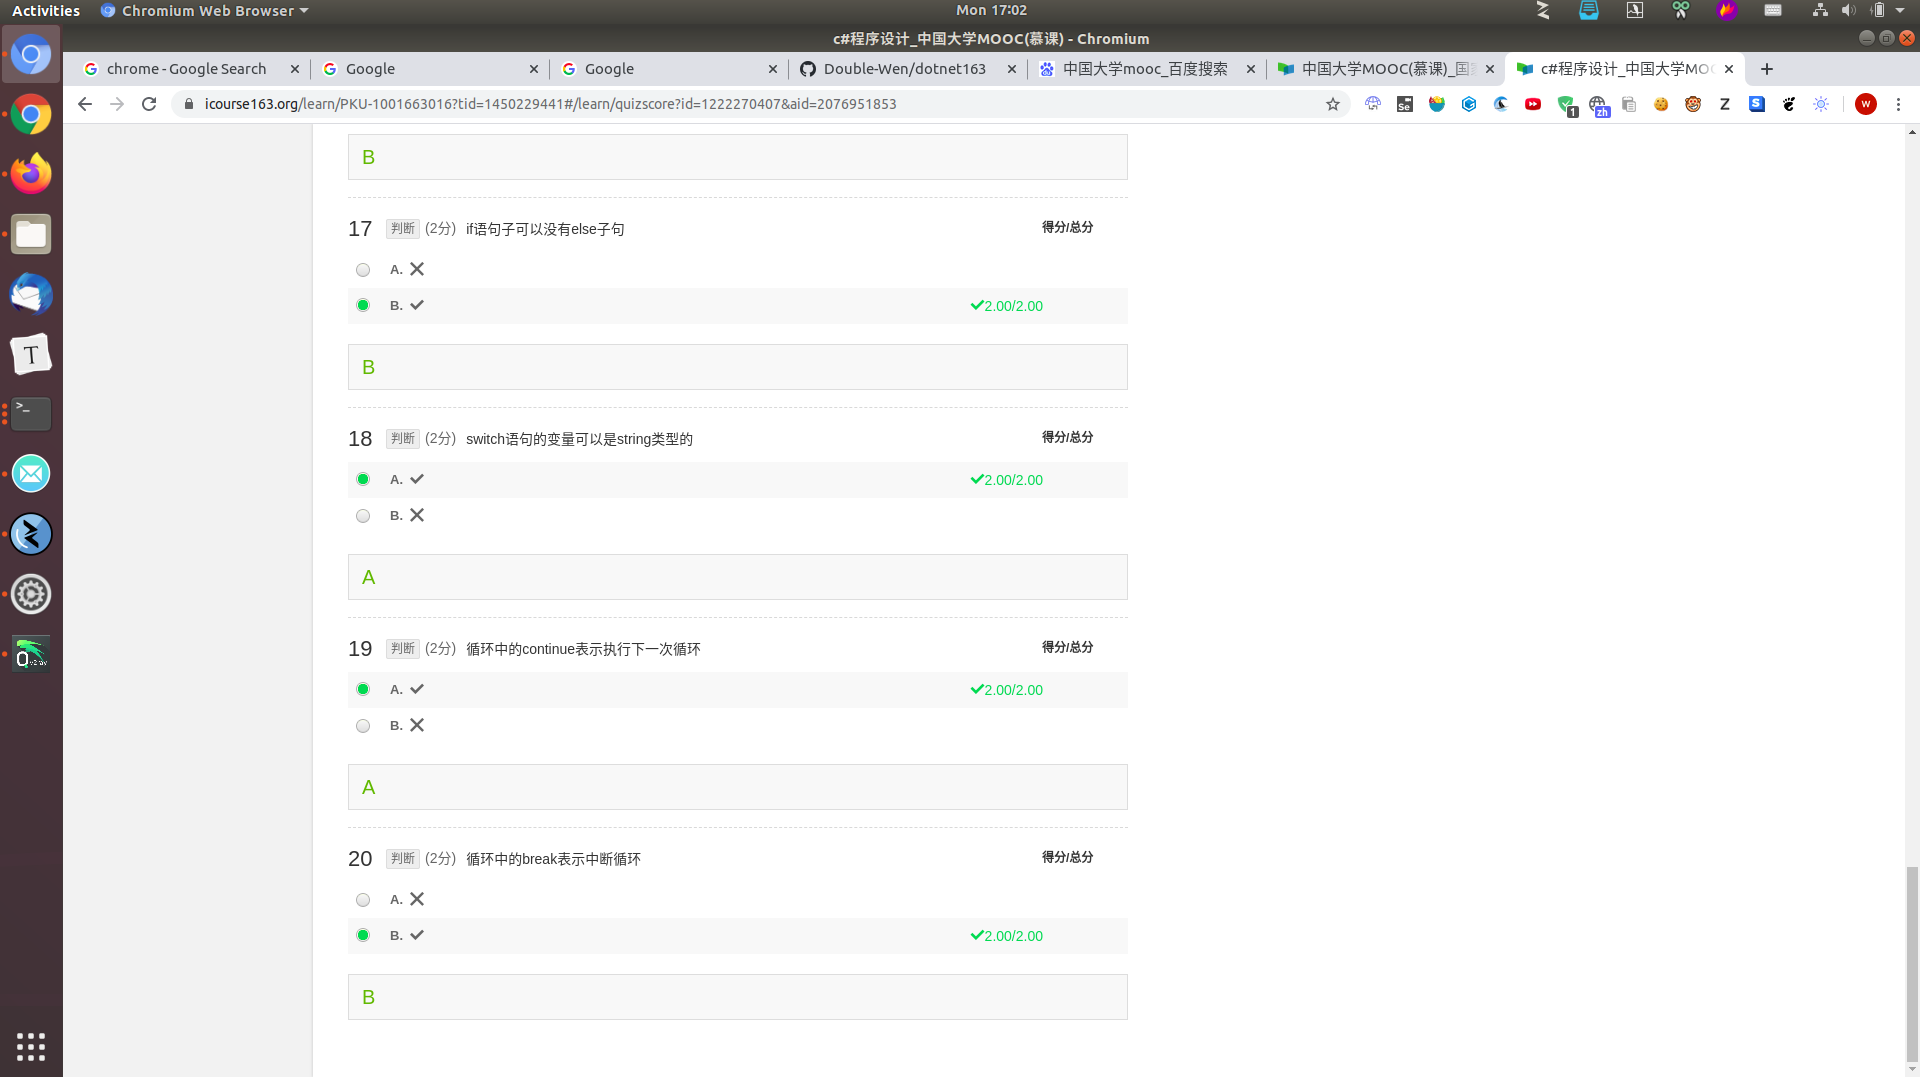 Activities
Chromium Web Browser
Mon 17:02
c#程序设计_中国大学MOOC(慕课) - Chromium
chrome - Google Search
Google
Google
Double-Wen/dotnet163
中国大学mooc_百度搜索
中国大学MOOC(慕课)_国
c#程序设计_中国大学MOO
icourse163.org/learn/PKU-1001663016?tid=1450229441#/learn/quizscore?id=1222270407&aid=2076951853
B
17 判断 (2分) if语句子可以没有else子句 得分/总分
A.
B. 2.00/2.00
B
18 判断 (2分) switch语句的变量可以是string类型的 得分/总分
A. 2.00/2.00
B.
A
19 判断 (2分) 循环中的continue表示执行下一次循环 得分/总分
A. 2.00/2.00
B.
A
20 判断 (2分) 循环中的break表示中断循环 得分/总分
A.
B. 2.00/2.00
B